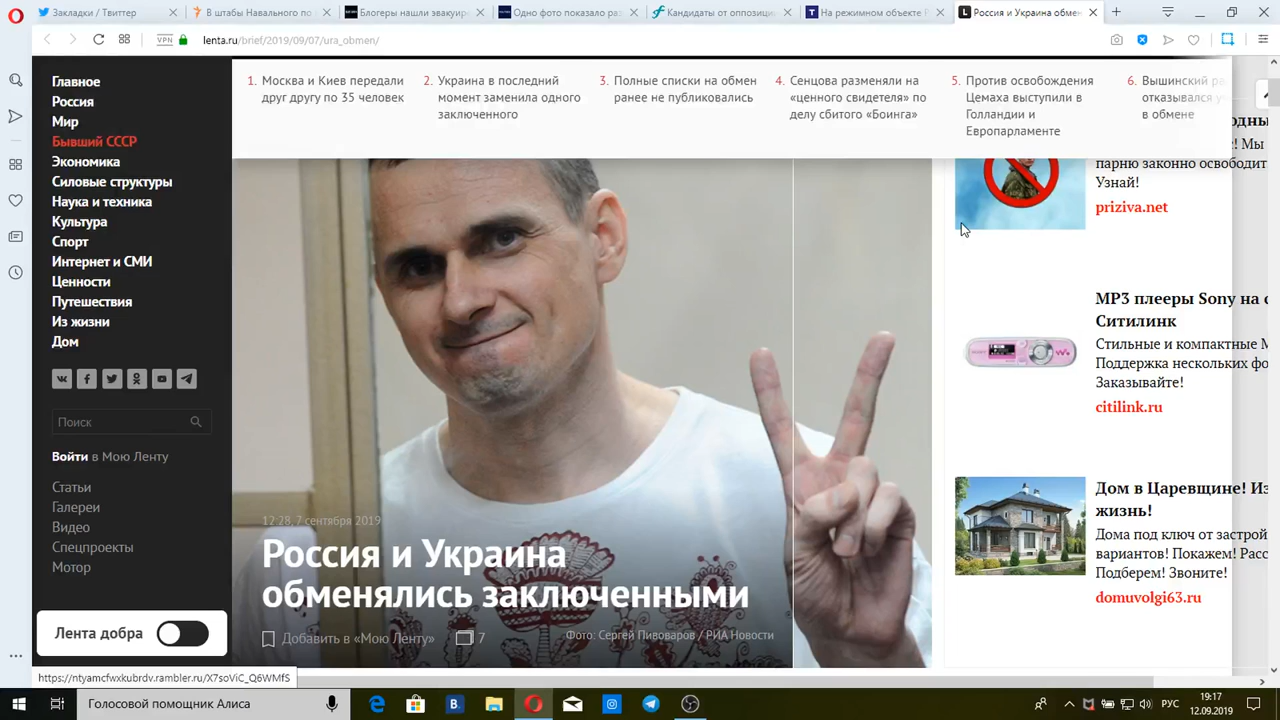 Закладки / Твиттер
В штабы Навального по
Блогеры нашли эвакуир
Одно фото показало раз
Кандидаты от оппозици
На режимном объекте Р
Россия и Украина обмен
VPN
lenta.ru/brief/2019/09/07/ura_obmen/
Главное
Россия
Мир
Бывший СССР
Экономика
Силовые структуры
Наука и техника
Культура
Спорт
Интернет и СМИ
Ценности
Путешествия
Из жизни
Дом
Поиск
Войти в Мою Ленту
Статьи
Галереи
Видео
Спецпроекты
Мотор
Лента добра
1. Москва и Киев передали
друг другу по 35 человек
2. Украина в последний
момент заменила одного
заключенного
3. Полные списки на обмен
ранее не публиковались
4. Сенцова разменяли на
«ценного свидетеля» по
делу сбитого «Боинга»
5. Против освобождения
Цемаха выступили в
Голландии и
Европарламенте
6. Вышинский
отказывался
в обмене
12:28, 7 сентября 2019
Россия и Украина
обменялись заключенными
Добавить в «Мою Ленту»
7
Фото: Сергей Пивоваров / РИА Новости
! Мы
парню законно освободит
Узнай!
priziva.net
MP3 плееры Sony на с
Ситилинк
Стильные и компактные M
Поддержка нескольких фо
Заказывайте!
citilink.ru
Дом в Царевщине! Из
жизнь!
Дома под ключ от застрой
вариантов! Покажем! Расс
Подберем! Звоните!
domuvolgi63.ru
https://ntyamcfwxkubrdv.rambler.ru/X7soViC_Q6WMfS
Голосовой помощник Алиса
РУС
19:17
12.09.2019